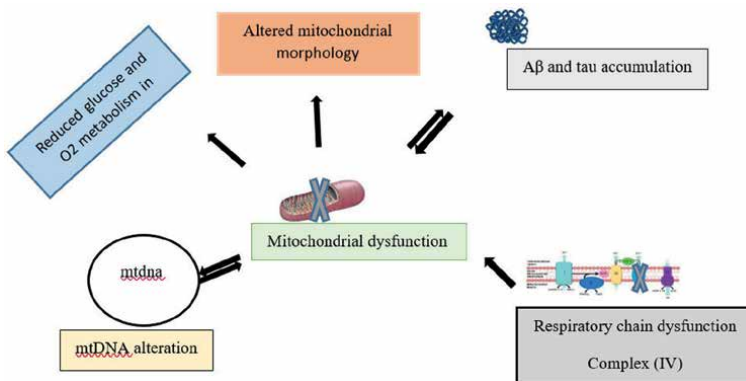 Altered mitochondrial
morphology
Reduced glucose and
O2 metabolism in
Aβ and tau accumulation
Mitochondrial dysfunction
mtdna
mtDNA alteration
Respiratory chain dysfunction
Complex (IV)